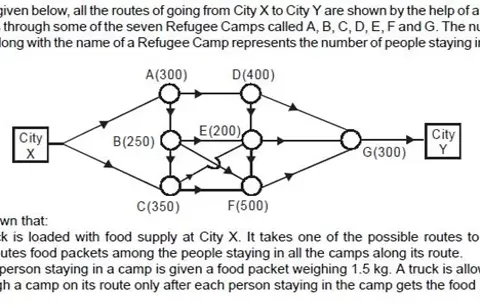 given below, all the routes of going from City X to City Y are shown by the help of a
through some of the seven Refugee Camps called A, B, C, D, E, F and G. The nu
long with the name of a Refugee Camp represents the number of people staying in
A(300) D(400)
City X
B(250) E(200)
G(300)
City Y
C(350) F(500)
wn that:
ck is loaded with food supply at City X. It takes one of the possible routes to
utes food packets among the people staying in all the camps along its route.
person staying in a camp is given a food packet weighing 1.5 kg. A truck is allow
gh a camp on its route only after each person staying in the camp gets the food